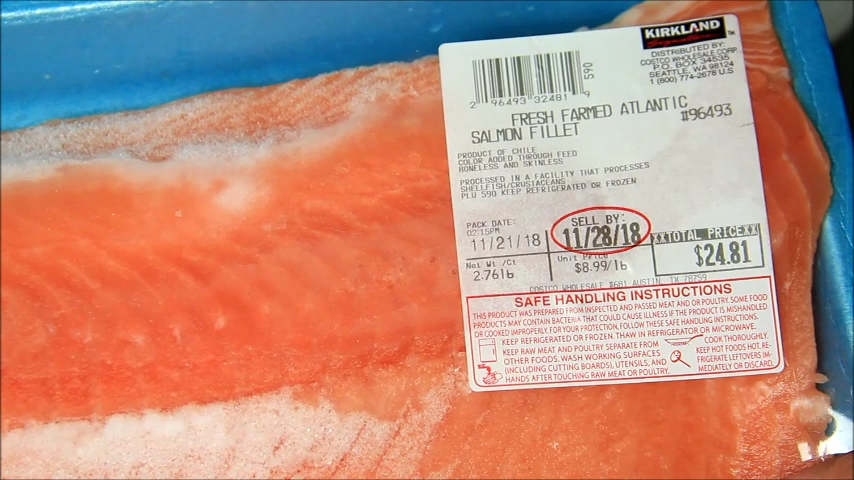 KIRKLAND
Signature
DISTRIBUTED BY:
COSTCO WHOLESALE CORP
P.O. BOX 34535
SEATTLE, WA 98124
1 (800) 774-2678 U.S
590
2 96493 32481 9
FRESH FARMED ATLANTIC
SALMON FILLET
#96493
PRODUCT OF CHILE
COLOR ADDED THROUGH FEED
BONELESS AND SKINLESS
PROCESSED IN A FACILITY THAT PROCESSES
SHELLFISH/CRUSTACEANS
PLU 590 KEEP REFRIGERATED OR FROZEN
PACK DATE:
02:15PM
11/21/18
SELL BY:
11/28/18
XXTOTAL PRICEXX
$24.81
Net Wt /Ct
2.76lb
Unit Price
$8.99/lb
COSTCO WHOLESALE #681 AUSTIN, TX 78759
SAFE HANDLING INSTRUCTIONS
THIS PRODUCT WAS PREPARED FROM INSPECTED AND PASSED MEAT AND/OR POULTRY. SOME FOOD
PRODUCTS MAY CONTAIN BACTERIA THAT COULD CAUSE ILLNESS IF THE PRODUCT IS MISHANDLED
OR COOKED IMPROPERLY. FOR YOUR PROTECTION, FOLLOW THESE SAFE HANDLING INSTRUCTIONS.
KEEP REFRIGERATED OR FROZEN. THAW IN REFRIGERATOR OR MICROWAVE.
KEEP RAW MEAT AND POULTRY SEPARATE FROM
OTHER FOODS. WASH WORKING SURFACES
(INCLUDING CUTTING BOARDS), UTENSILS, AND
HANDS AFTER TOUCHING RAW MEAT OR POULTRY.
COOK THOROUGHLY.
KEEP HOT FOODS HOT. RE-
FRIGERATE LEFTOVERS IM-
MEDIATELY OR DISCARD.